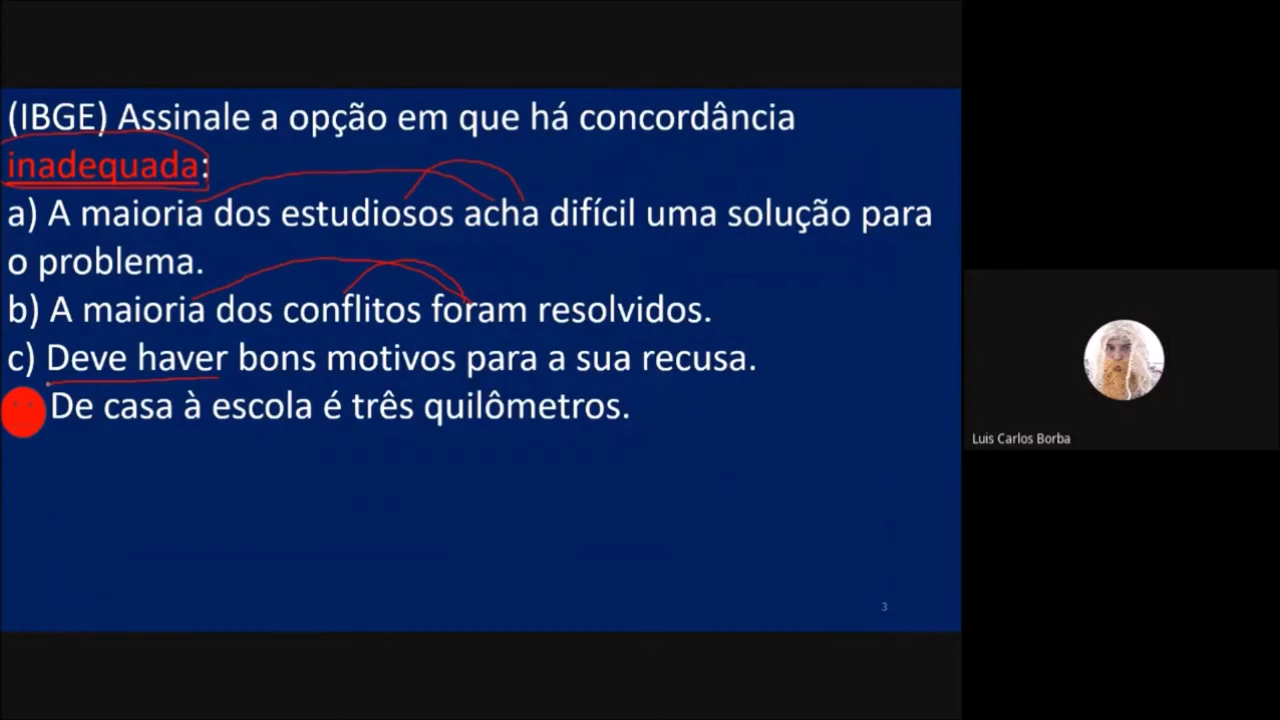 (IBGE) Assinale a opção em que há concordância
inadequada:
a) A maioria dos estudiosos acha difícil uma solução para
o problema.
b) A maioria dos conflitos foram resolvidos.
c) Deve haver bons motivos para a sua recusa.
De casa à escola é três quilômetros.
3
Luis Carlos Borba